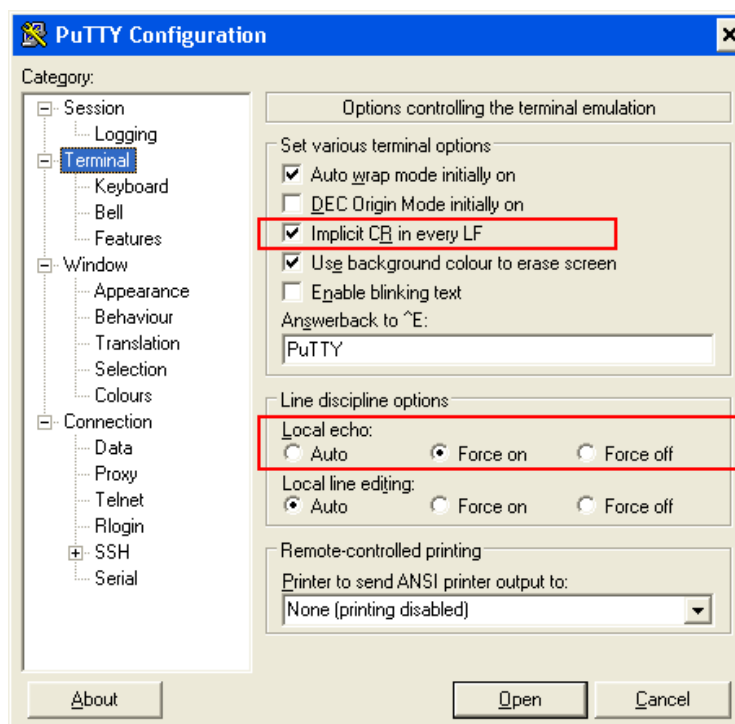 PuTTY Configuration
Category:
Session
Logging
Terminal
Keyboard
Bell
Features
Window
Appearance
Behaviour
Translation
Selection
Colours
Connection
Data
Proxy
Telnet
Rlogin
SSH
Serial
Options controlling the terminal emulation
Set various terminal options
Auto wrap mode initially on
DEC Origin Mode initially on
Implicit CR in every LF
Use background colour to erase screen
Enable blinking text
Answerback to ^E:
PuTTY
Line discipline options
Local echo:
Auto Force on Force off
Local line editing:
Auto Force on Force off
Remote-controlled printing
Printer to send ANSI printer output to:
None (printing disabled)
About Open Cancel